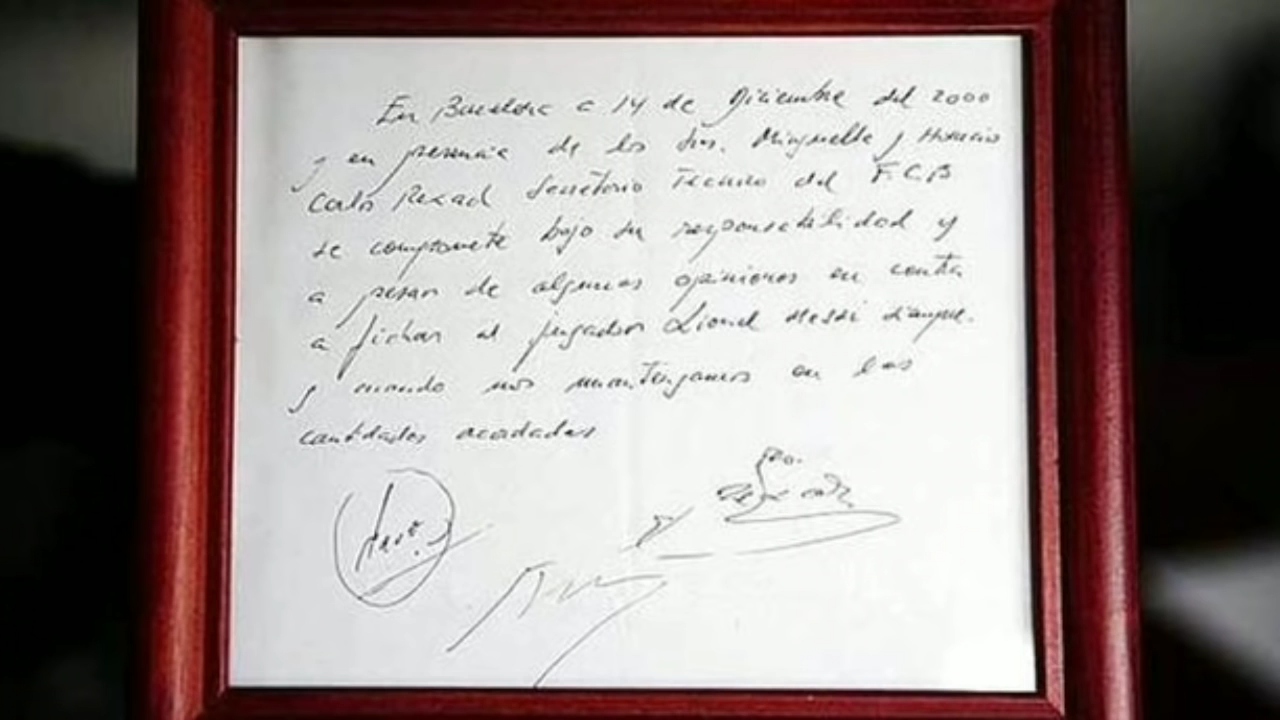 En Barcelona a 14 de Diciembre del 2000
y en presencia de los Srs. Minguella y Horacio
Carlos Rexach Secretario Tecnico del F.C.B
se compromete bajo su responsabilidad y
a pesar de algunas opiniones en contra
a fichar al jugador Lionel Messi siempre
y cuando nos mantengamos en las
cantidades acordadas